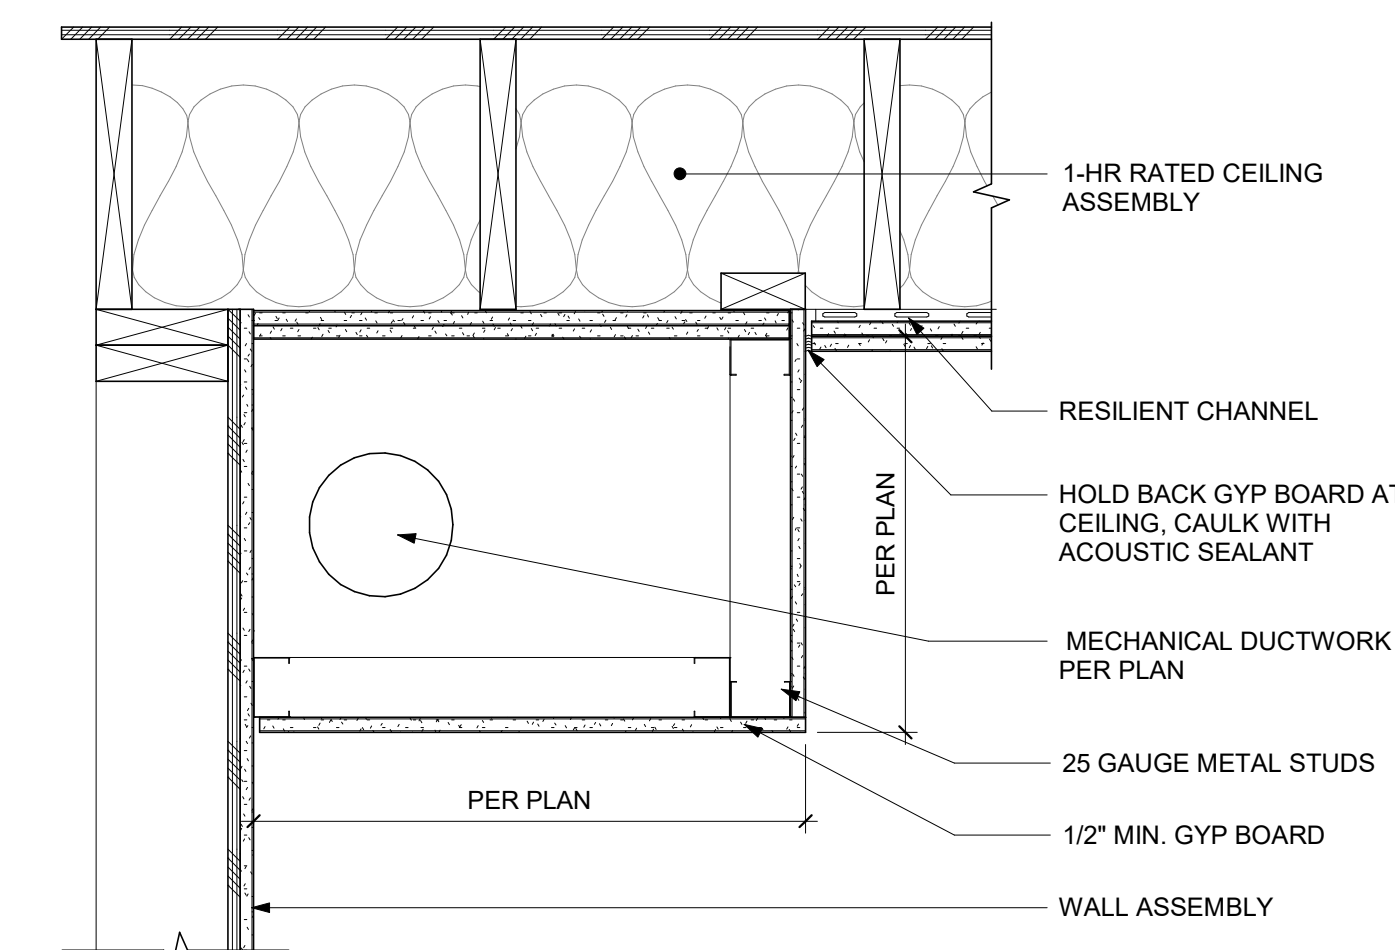 1-HR RATED CEILING
ASSEMBLY
RESILIENT CHANNEL
HOLD BACK GYP BOARD AT
CEILING, CAULK WITH
ACOUSTIC SEALANT
PER PLAN
MECHANICAL DUCTWORK
PER PLAN
25 GAUGE METAL STUDS
PER PLAN
1/2" MIN. GYP BOARD
WALL ASSEMBLY